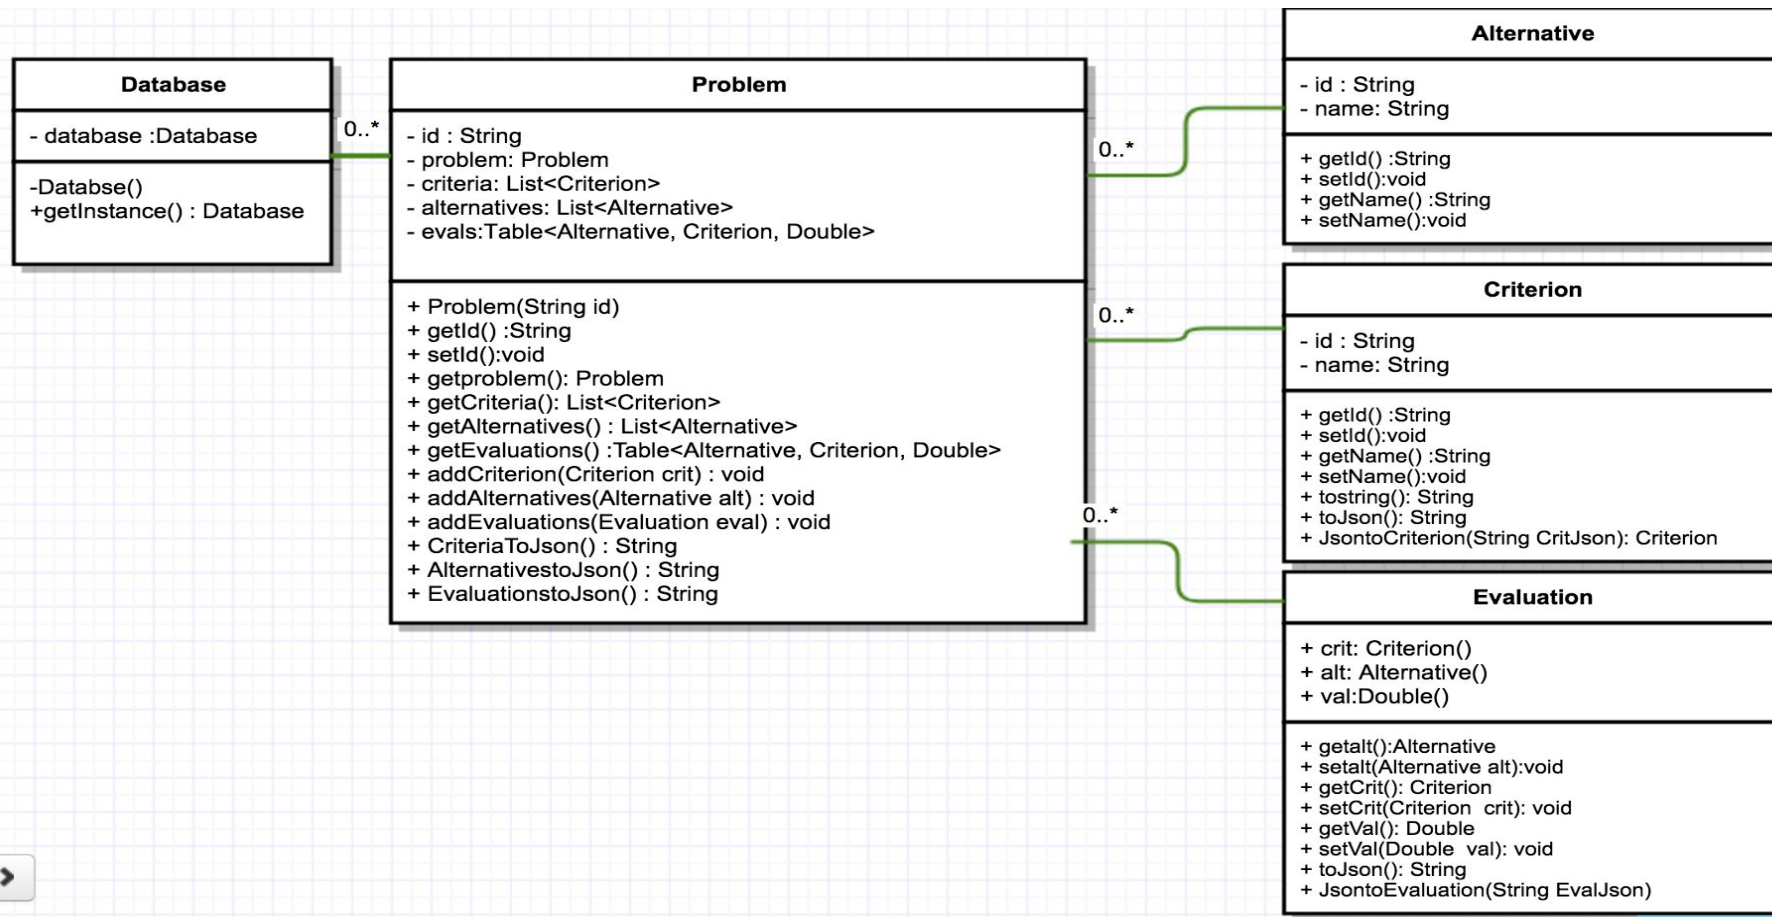 Database
- database :Database
-Databse()
+getInstance() : Database
0..*
Problem
- id : String
- problem: Problem
- criteria: List<Criterion>
- alternatives: List<Alternative>
- evals:Table<Alternative, Criterion, Double>
+ Problem(String id)
+ getId() :String
+ setId():void
+ getproblem(): Problem
+ getCriteria(): List<Criterion>
+ getAlternatives() : List<Alternative>
+ getEvaluations() :Table<Alternative, Criterion, Double>
+ addCriterion(Criterion crit) : void
+ addAlternatives(Alternative alt) : void
+ addEvaluations(Evaluation eval) : void
+ CriteriaToJson() : String
+ AlternativestoJson() : String
+ EvaluationstoJson() : String
0..*
0..*
0..*
Alternative
- id : String
- name: String
+ getId() :String
+ setId():void
+ getName() :String
+ setName():void
Criterion
- id : String
- name: String
+ getId() :String
+ setId():void
+ getName() :String
+ setName():void
+ tostring(): String
+ toJson(): String
+ JsontoCriterion(String CritJson): Criterion
Evaluation
+ crit: Criterion()
+ alt: Alternative()
+ val:Double()
+ getalt():Alternative
+ setalt(Alternative alt):void
+ getCrit(): Criterion
+ setCrit(Criterion crit): void
+ getVal(): Double
+ setVal(Double val): void
+ toJson(): String
+ JsontoEvaluation(String EvalJson)